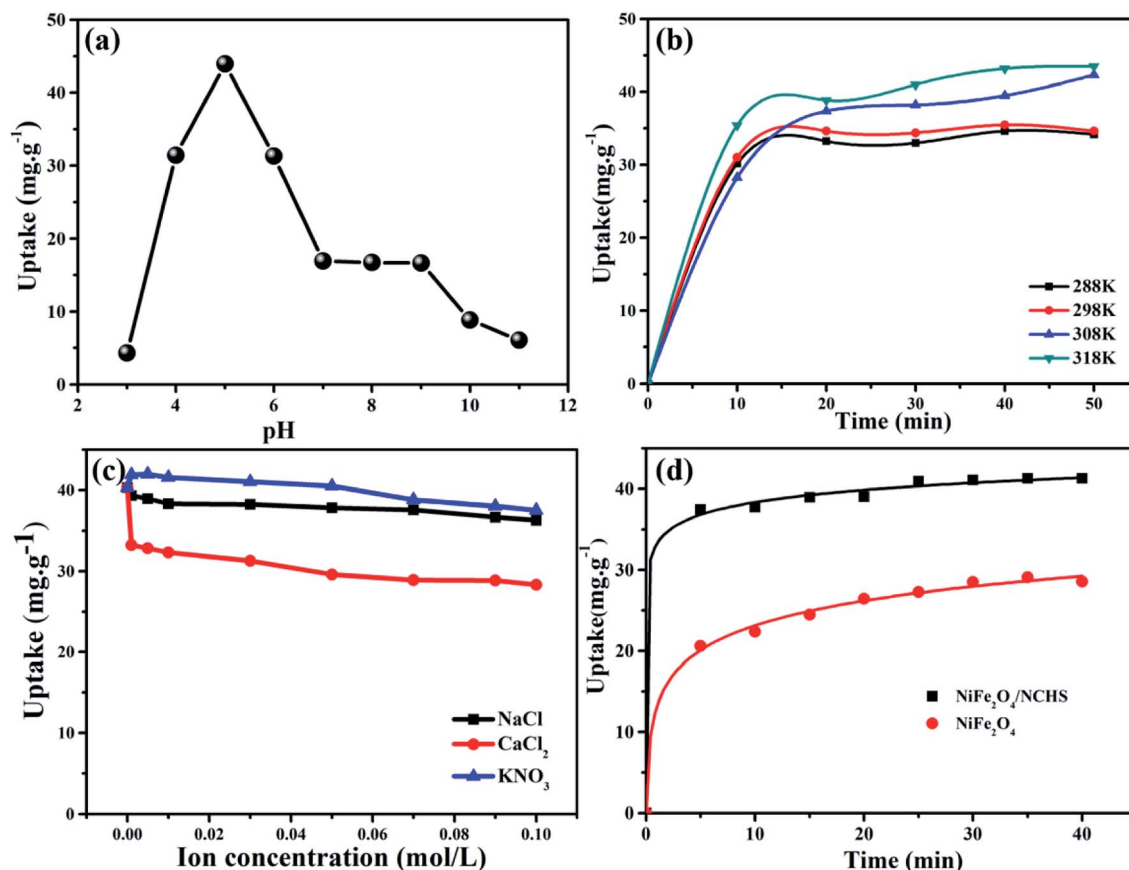 (a)
Uptake (mg.g⁻¹)
50
40
30
20
10
0
2 4 6 8 10 12
pH
(b)
Uptake(mg.g⁻¹)
50
40
30
20
10
0
288K
298K
308K
318K
0 10 20 30 40 50
Time (min)
(c)
Uptake (mg.g⁻¹)
40
30
20
10
0
NaCl
CaCl₂
KNO₃
0.00 0.02 0.04 0.06 0.08 0.10
Ion concentration (mol/L)
(d)
Uptake(mg.g⁻¹)
40
30
20
10
0
NiFe₂O₄/NCHS
NiFe₂O₄
0 10 20 30 40
Time (min)